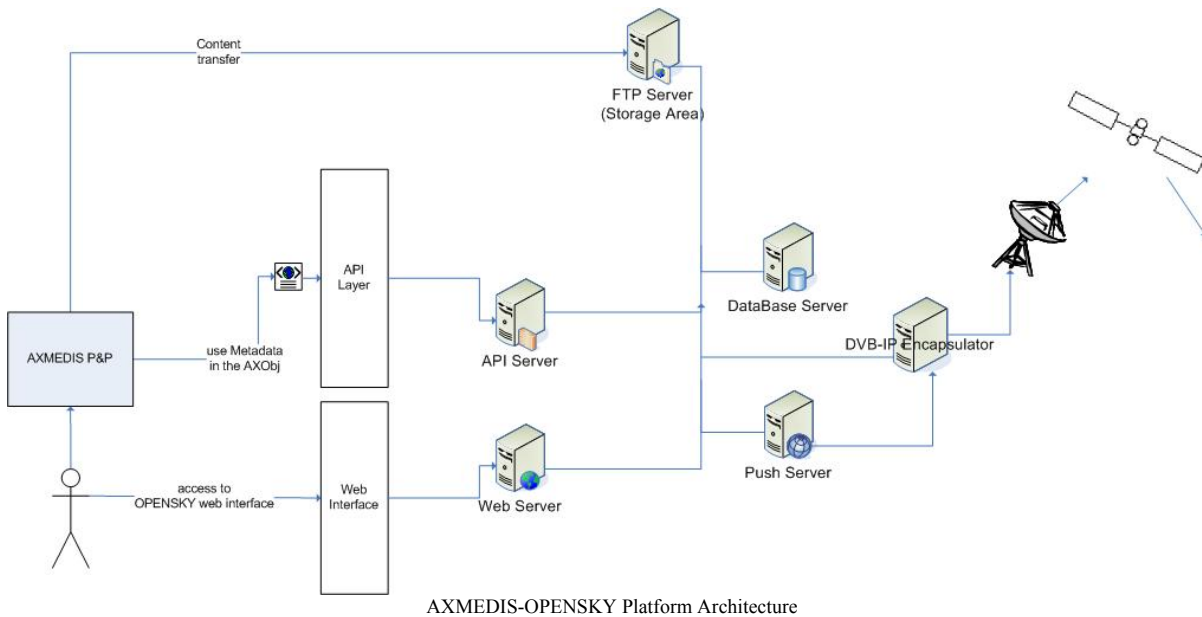 Content
transfer
FTP Server
(Storage Area)
API
Layer
DataBase Server
AXMEDIS P&P
use Metadata
in the AXObj
API Server
DVB-IP Encapsulator
access to
OPENSKY web interface
Web
Interface
Web Server
Push Server
AXMEDIS-OPENSKY Platform Architecture